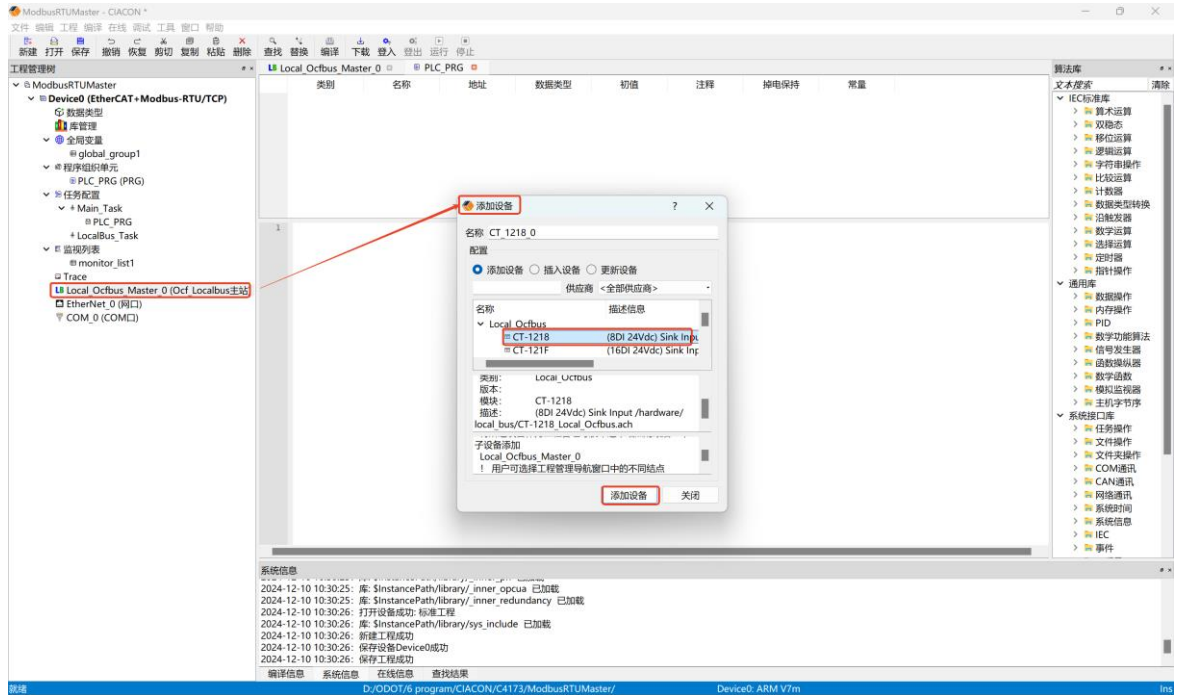 ModbusRTUMaster - CIACON *
文件 编辑 工程 编译 在线 调试 工具 窗口 帮助
新建 打开 保存 撤销 恢复 剪切 复制 粘贴 删除 查找 替换 编译 下载 登入 登出 运行 停止
工程管理树
ModbusRTUMaster
Device0 (EtherCAT+Modbus-RTU/TCP)
数据类型
库管理
全局变量
global_group1
程序组织单元
PLC_PRG (PRG)
任务配置
Main_Task
PLC_PRG
LocalBus_Task
监视列表
monitor_list1
Trace
Local_Ocfbus_Master_0 (Ocf_Localbus主站)
EtherNet_0 (网口)
COM_0 (COM口)
Local_Ocfbus_Master_0 PLC_PRG
类别 名称 地址 数据类型 初值 注释 掉电保持 常量
1
添加设备 ?
名称 CT_1218_0
配置
添加设备 插入设备 更新设备
供应商 <全部供应商>
名称 描述信息
Local_Ocfbus
CT-1218 (8DI 24Vdc) Sink Inpu
CT-121F (16DI 24Vdc) Sink Inp
类别: Local_Ocfbus
版本:
模块: CT-1218
描述: (8DI 24Vdc) Sink Input /hardware/
local_bus/CT-1218_Local_Ocfbus.ach
子设备添加
Local_Ocfbus_Master_0
! 用户可选择工程管理导航窗口中的不同结点
添加设备 关闭
算法库
文本搜索 清除
IEC标准库
算术运算
双稳态
移位运算
逻辑运算
字符串操作
比较运算
计数器
数据类型转换
沿触发器
数学运算
选择运算
定时器
指针操作
通用库
数据操作
内存操作
PID
数学功能算法
信号发生器
函数操纵器
数学函数
模拟监视器
主机字节序
系统接口库
任务操作
文件操作
文件夹操作
COM通讯
CAN通讯
网络通讯
系统时间
系统信息
IEC
事件
系统信息
2024-12-10 10:30:25: 库: $InstancePath/library/_inner_opcua 已加载
2024-12-10 10:30:25: 库: $InstancePath/library/_inner_redundancy 已加载
2024-12-10 10:30:26: 打开设备成功: 标准工程
2024-12-10 10:30:26: 库: $InstancePath/library/sys_include 已加载
2024-12-10 10:30:26: 新建工程成功
2024-12-10 10:30:26: 保存设备Device0成功
2024-12-10 10:30:26: 保存工程成功
编译信息 系统信息 在线信息 查找结果
就绪 D:/ODOT/6 program/CIACON/C4173/ModbusRTUMaster/ Device0: ARM V7m Ins